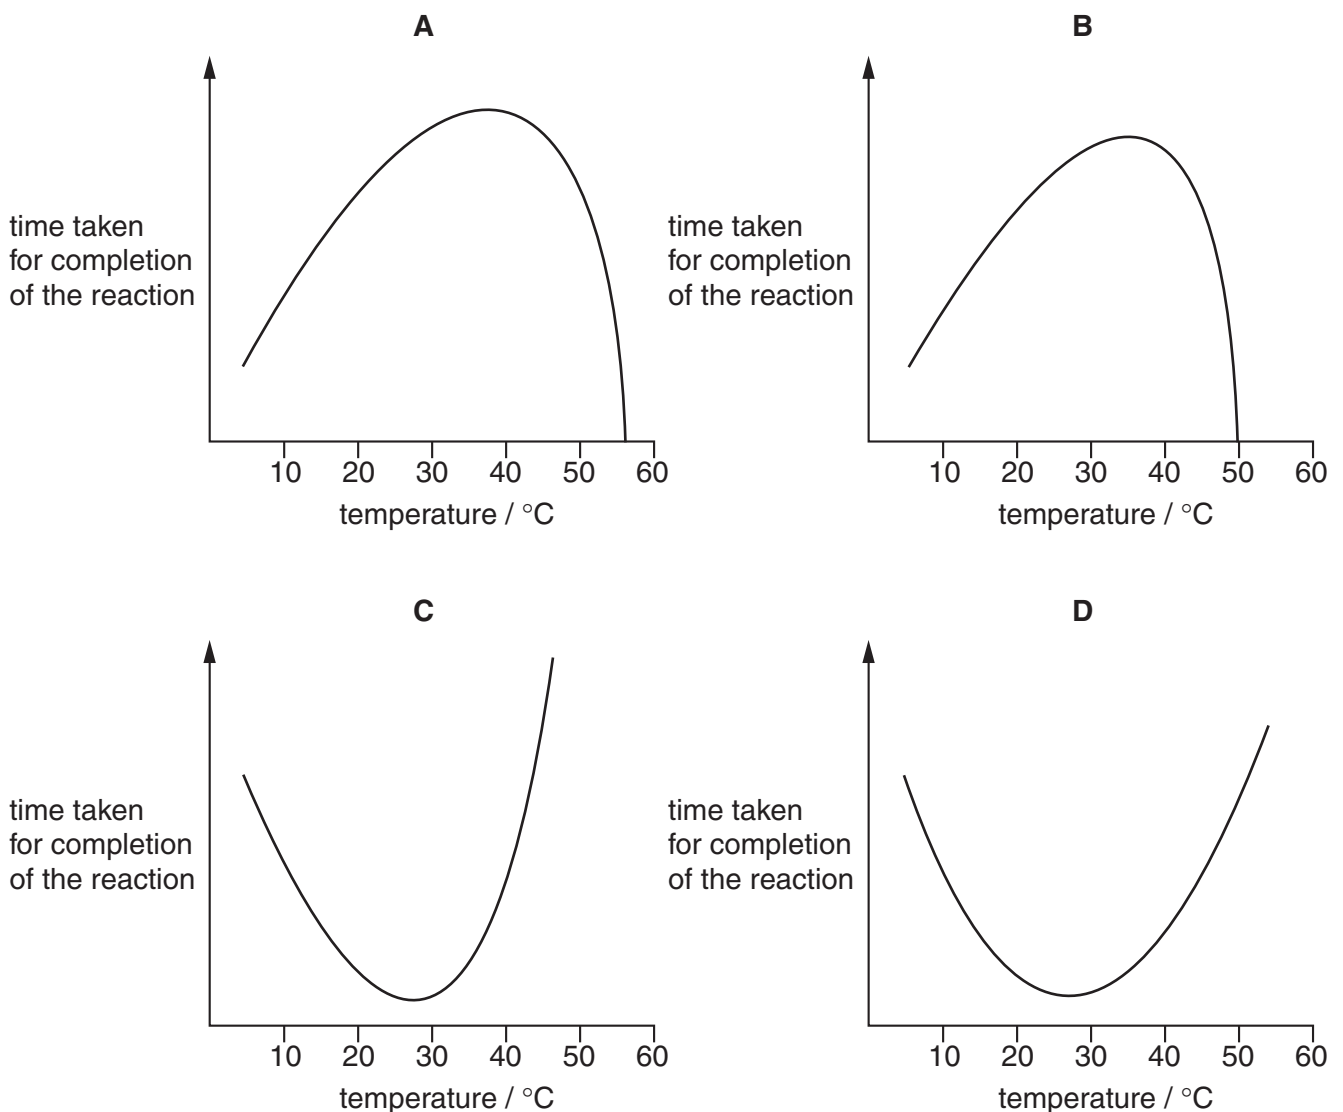 A
time taken
for completion
of the reaction
10 20 30 40 50 60
temperature / °C
B
time taken
for completion
of the reaction
10 20 30 40 50 60
temperature / °C
C
time taken
for completion
of the reaction
10 20 30 40 50 60
temperature / °C
D
time taken
for completion
of the reaction
10 20 30 40 50 60
temperature / °C